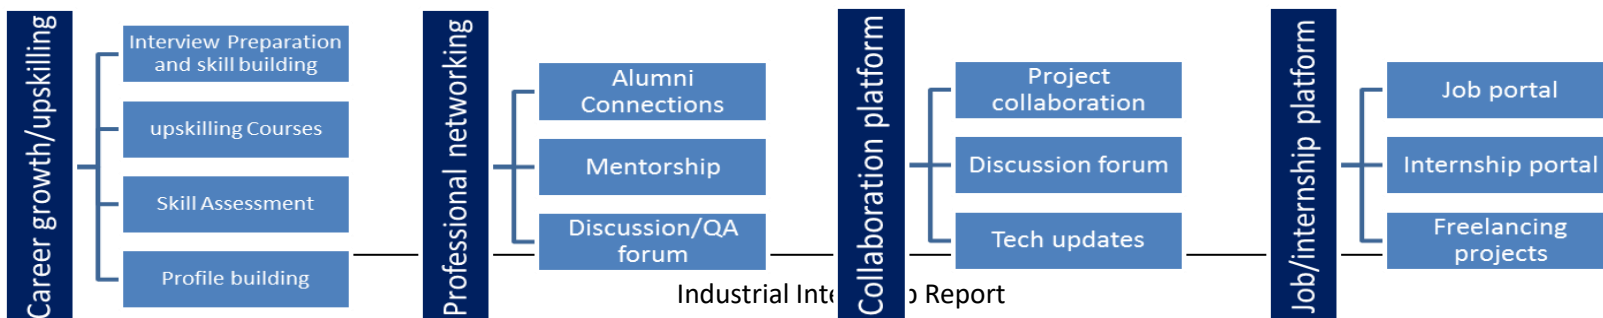 Career growth/upskilling
Interview Preparation
and skill building
upskilling Courses
Skill Assessment
Profile building
Professional networking
Alumni
Connections
Mentorship
Discussion/QA
forum
Collaboration platform
Project
collaboration
Discussion forum
Tech updates
Job/internship platform
Job portal
Internship portal
Freelancing
projects
Industrial Report